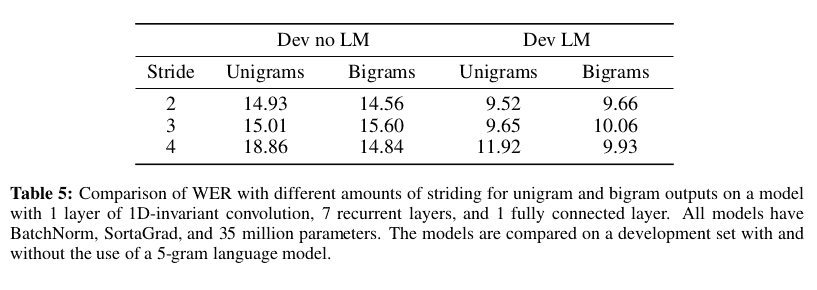 Dev no LM Dev LM
Stride Unigrams Bigrams Unigrams Bigrams
2 14.93 14.56 9.52 9.66
3 15.01 15.60 9.65 10.06
4 18.86 14.84 11.92 9.93
Table 5: Comparison of WER with different amounts of striding for unigram and bigram outputs on a model
with 1 layer of 1D-invariant convolution, 7 recurrent layers, and 1 fully connected layer. All models have
BatchNorm, SortaGrad, and 35 million parameters. The models are compared on a development set with and
without the use of a 5-gram language model.